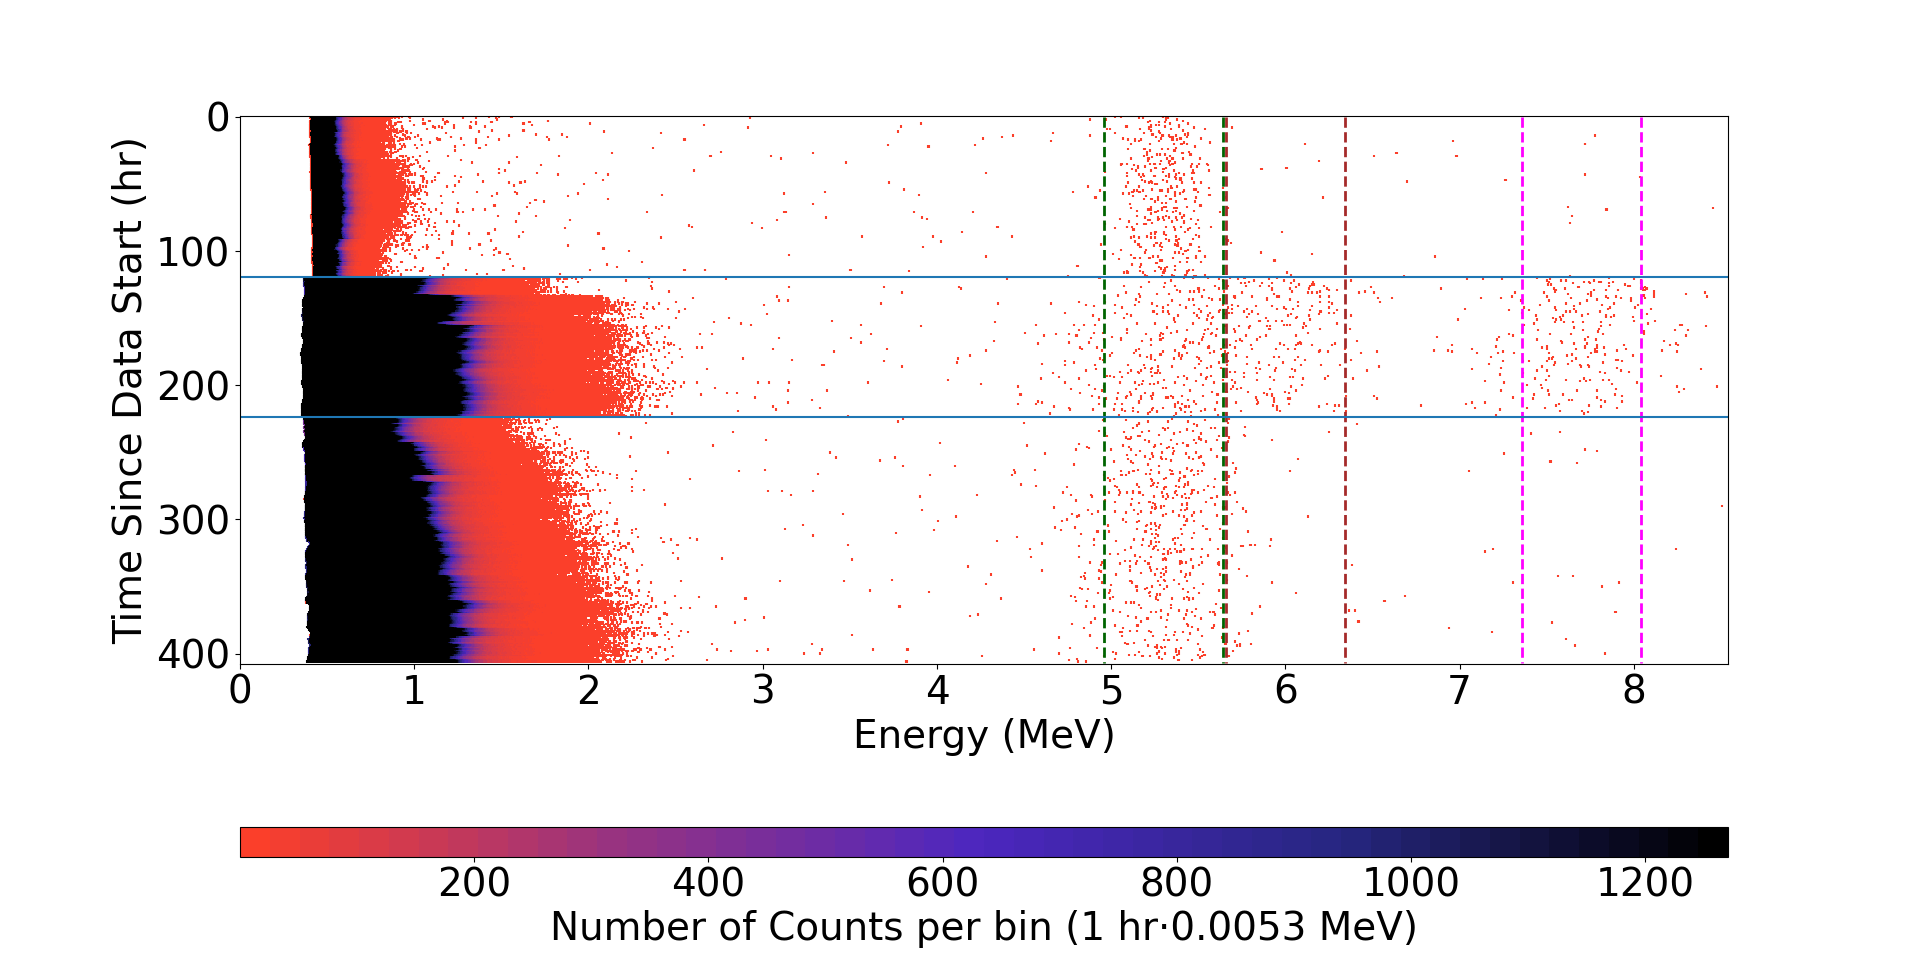 Time Since Data Start (hr)
0
100
200
300
400
0 1 2 3 4 5 6 7 8
Energy (MeV)
200 400 600 800 1000 1200
Number of Counts per bin (1 hr·0.0053 MeV)